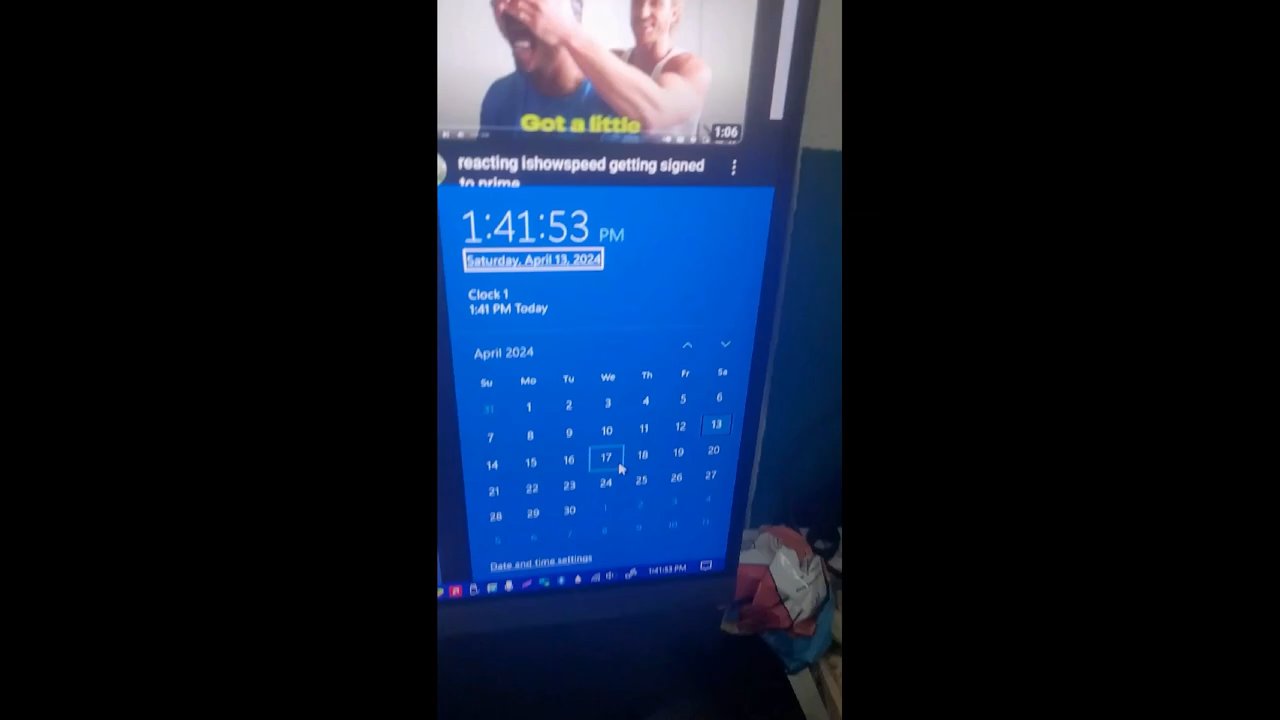 Got a little
1:06
reacting ishowspeed getting signed
to prime
1:41:53 PM
Saturday, April 13, 2024
Clock 1
1:41 PM Today
April 2024
Su Mo Tu We Th Fr Sa
31 1 2 3 4 5 6
7 8 9 10 11 12 13
14 15 16 17 18 19 20
21 22 23 24 25 26 27
28 29 30 1 2 3 4
5 6 7 8 9 10 11
Date and time settings
1:41:53 PM